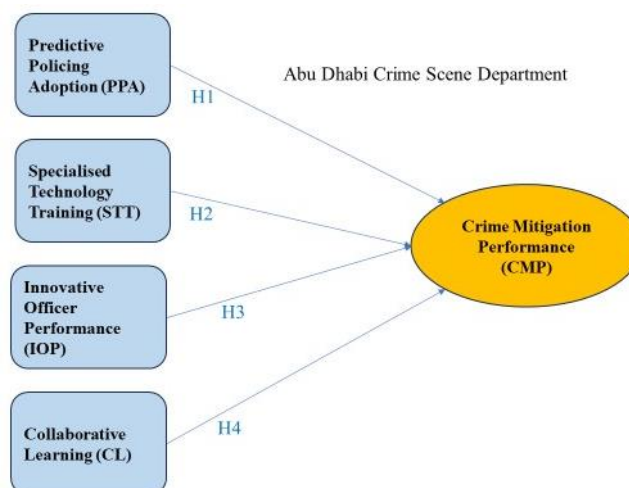 Predictive
Policing
Adoption (PPA)
Abu Dhabi Crime Scene Department
H1
Specialised
Technology
Training (STT)
H2
Crime Mitigation
Performance
(CMP)
Innovative
Officer
Performance
(IOP)
H3
Collaborative
Learning (CL)
H4